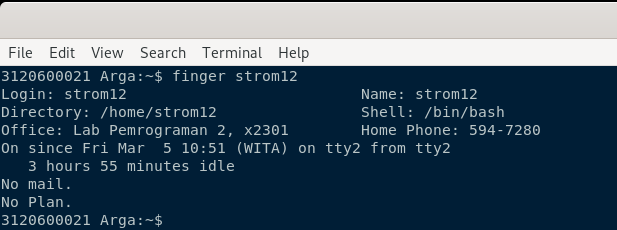 File Edit View Search Terminal Help
3120600021 Arga:~$ finger strom12
Login: strom12                          Name: strom12
Directory: /home/strom12                Shell: /bin/bash
Office: Lab Pemrograman 2, x2301        Home Phone: 594-7280
On since Fri Mar  5 10:51 (WITA) on tty2 from tty2
   3 hours 55 minutes idle
No mail.
No Plan.
3120600021 Arga:~$